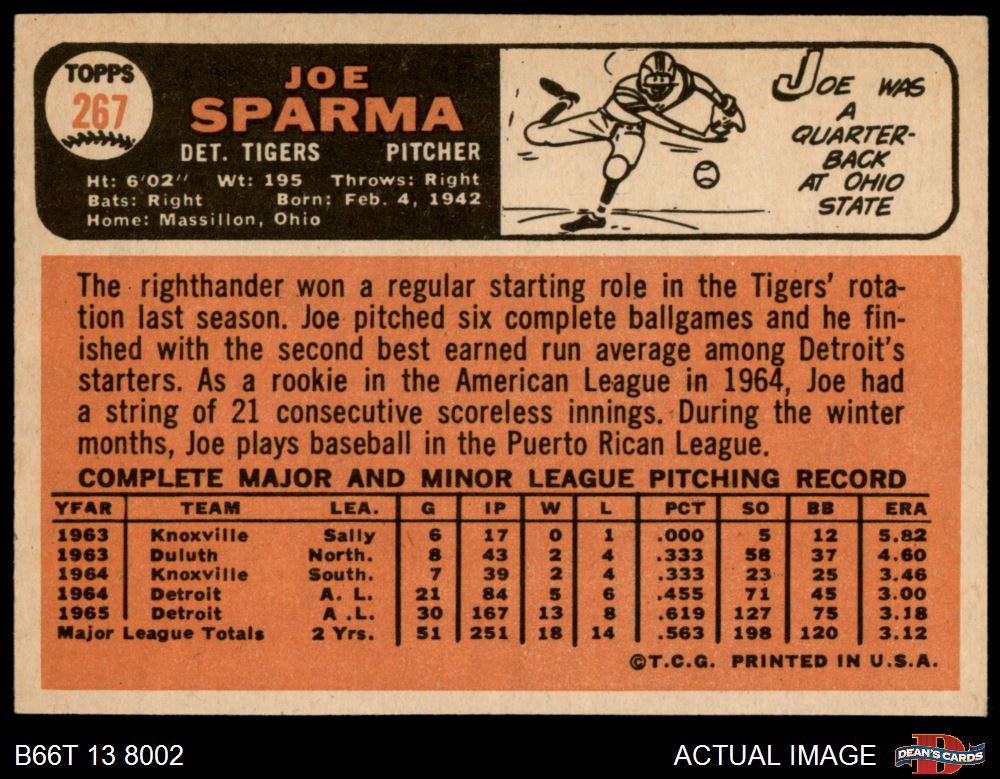 TOPPS
267
JOE
SPARMA
DET. TIGERS PITCHER
Ht: 6'02" Wt: 195 Throws: Right
Bats: Right Born: Feb. 4, 1942
Home: Massillon, Ohio
JOE WAS
A
QUARTER-
BACK
AT OHIO
STATE
The righthander won a regular starting role in the Tigers' rota-
tion last season. Joe pitched six complete ballgames and he fin-
ished with the second best earned run average among Detroit's
starters. As a rookie in the American League in 1964, Joe had
a string of 21 consecutive scoreless innings. During the winter
months, Joe plays baseball in the Puerto Rican League.
COMPLETE MAJOR AND MINOR LEAGUE PITCHING RECORD
YEAR TEAM LEA. G IP W L PCT SO BB ERA
1963 Knoxville Sally 6 17 0 1 .000 5 12 5.82
1963 Duluth North. 8 43 2 4 .333 58 37 4.60
1964 Knoxville South. 7 39 2 4 .333 23 25 3.46
1964 Detroit A. L. 21 84 5 6 .455 71 45 3.00
1965 Detroit A .L. 30 167 13 8 .619 127 75 3.18
Major League Totals 2 Yrs. 51 251 18 14 .563 198 120 3.12
©T.C.G. PRINTED IN U.S.A.
B66T 13 8002 ACTUAL IMAGE DEAN'S CARDS